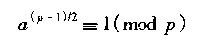 a^{(p-1)/2} ≡ 1 (mod p)